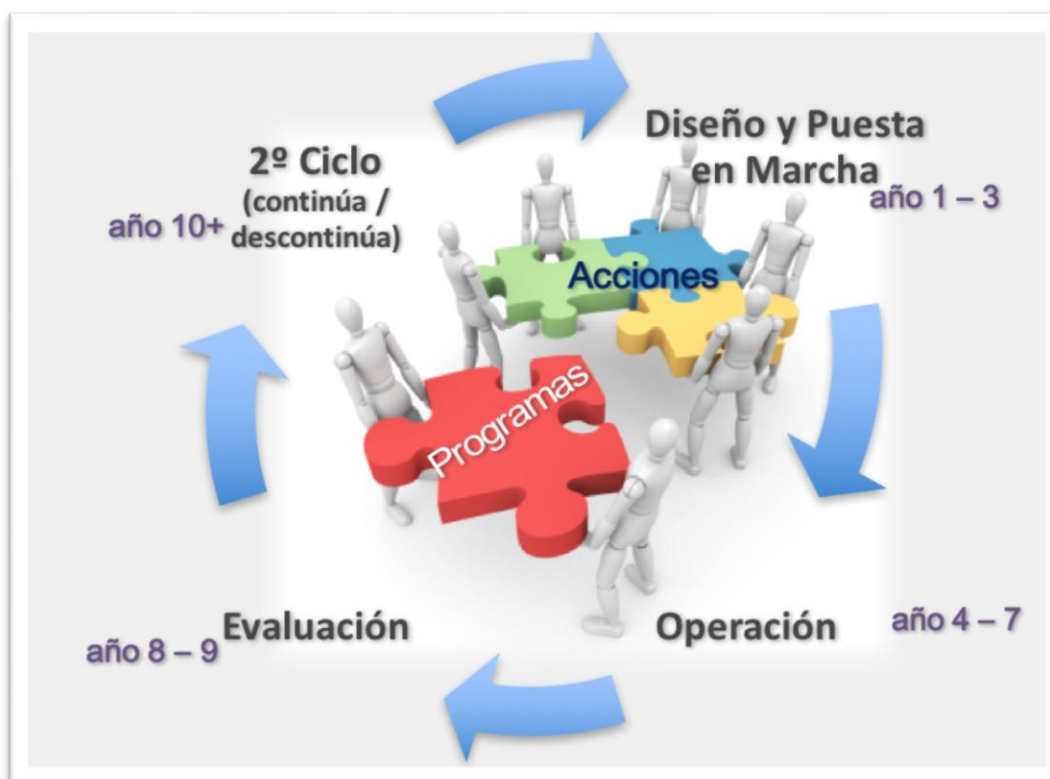 Diseño y Puesta
en Marcha
año 1 – 3
2º Ciclo
(continúa /
descontinúa)
año 10+
Acciones
Programas
Operación
año 4 – 7
Evaluación
año 8 – 9